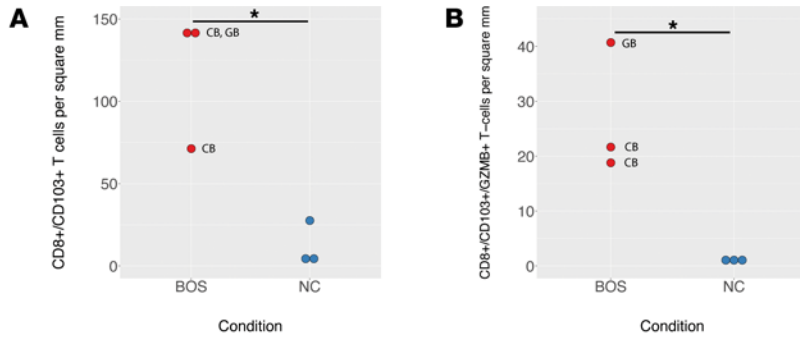 A
CD8+/CD103+ T cells per square mm
150
100
50
0
*
CB, GB
CB
BOS
NC
Condition
B
CD8+/CD103+/GZMB+ T-cells per square mm
40
30
20
10
0
*
GB
CB
CB
BOS
NC
Condition